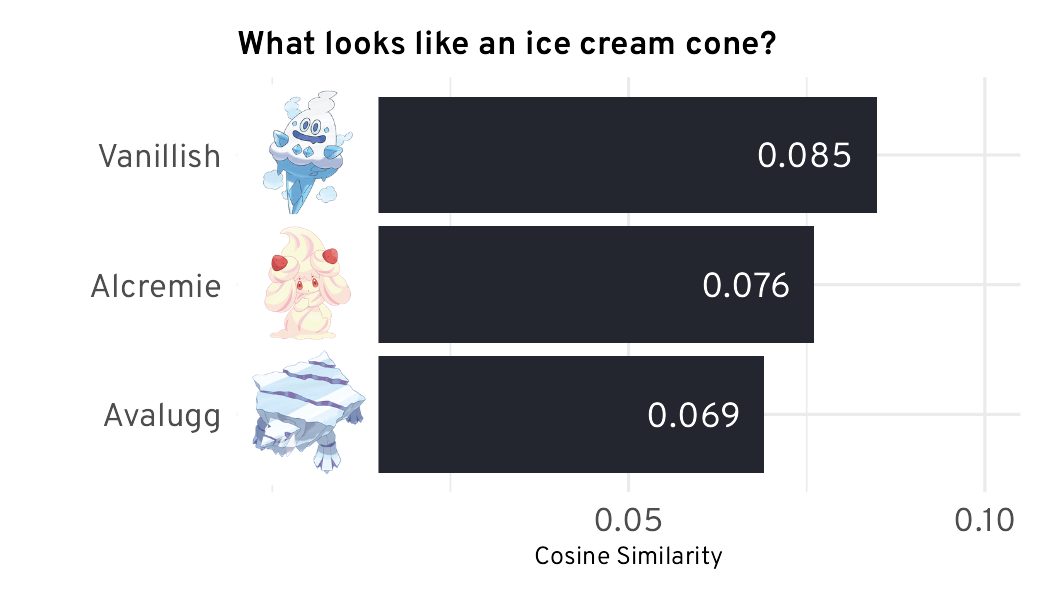 What looks like an ice cream cone?
Vanillish
0.085
Alcremie
0.076
Avalugg
0.069
0.05 0.10
Cosine Similarity